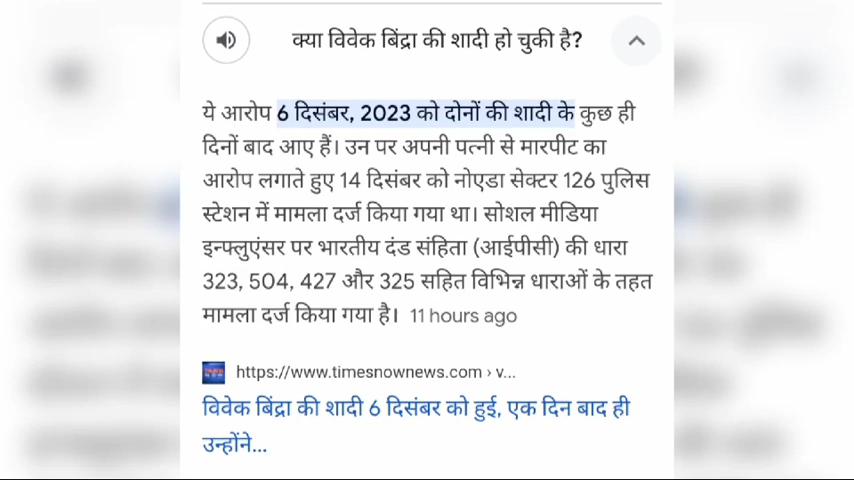 क्या विवेक बिंद्रा की शादी हो चुकी है?
ये आरोप 6 दिसंबर, 2023 को दोनों की शादी के कुछ ही
दिनों बाद आए हैं। उन पर अपनी पत्नी से मारपीट का
आरोप लगाते हुए 14 दिसंबर को नोएडा सेक्टर 126 पुलिस
स्टेशन में मामला दर्ज किया गया था। सोशल मीडिया
इन्फ्लुएंसर पर भारतीय दंड संहिता (आईपीसी) की धारा
323, 504, 427 और 325 सहित विभिन्न धाराओं के तहत
मामला दर्ज किया गया है। 11 hours ago
https://www.timesnownews.com › v...
विवेक बिंद्रा की शादी 6 दिसंबर को हुई, एक दिन बाद ही
उन्होंने...